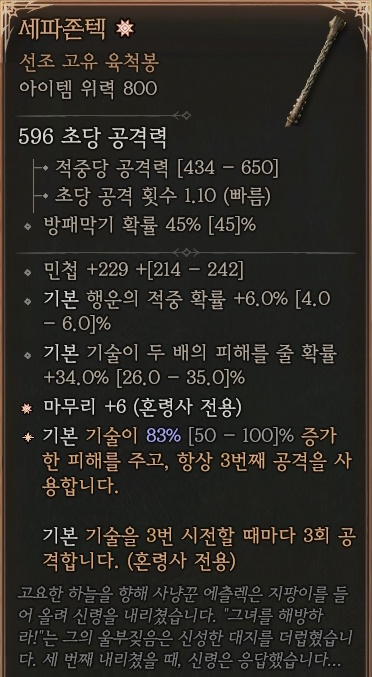 세파존텍
선조 고유 육척봉
아이템 위력 800
596 초당 공격력
적중당 공격력 [434 – 650]
초당 공격 횟수 1.10 (빠름)
방패막기 확률 45% [45]%
민첩 +229 +[214 – 242]
기본 행운의 적중 확률 +6.0% [4.0
– 6.0]%
기본 기술이 두 배의 피해를 줄 확률
+34.0% [26.0 – 35.0]%
마무리 +6 (혼령사 전용)
기본 기술이 83% [50 – 100]% 증가
한 피해를 주고, 항상 3번째 공격을 사
용합니다.
기본 기술을 3번 시전할 때마다 3회 공
격합니다. (혼령사 전용)
고요한 하늘을 향해 사냥꾼 에츨렉은 지팡이를 들
어 올려 신령을 내리쳤습니다. "그녀를 해방하
라!"는 그의 울부짖음은 신성한 대지를 더럽혔습니
다. 세 번째 내리쳤을 때, 신령은 응답했습니다...